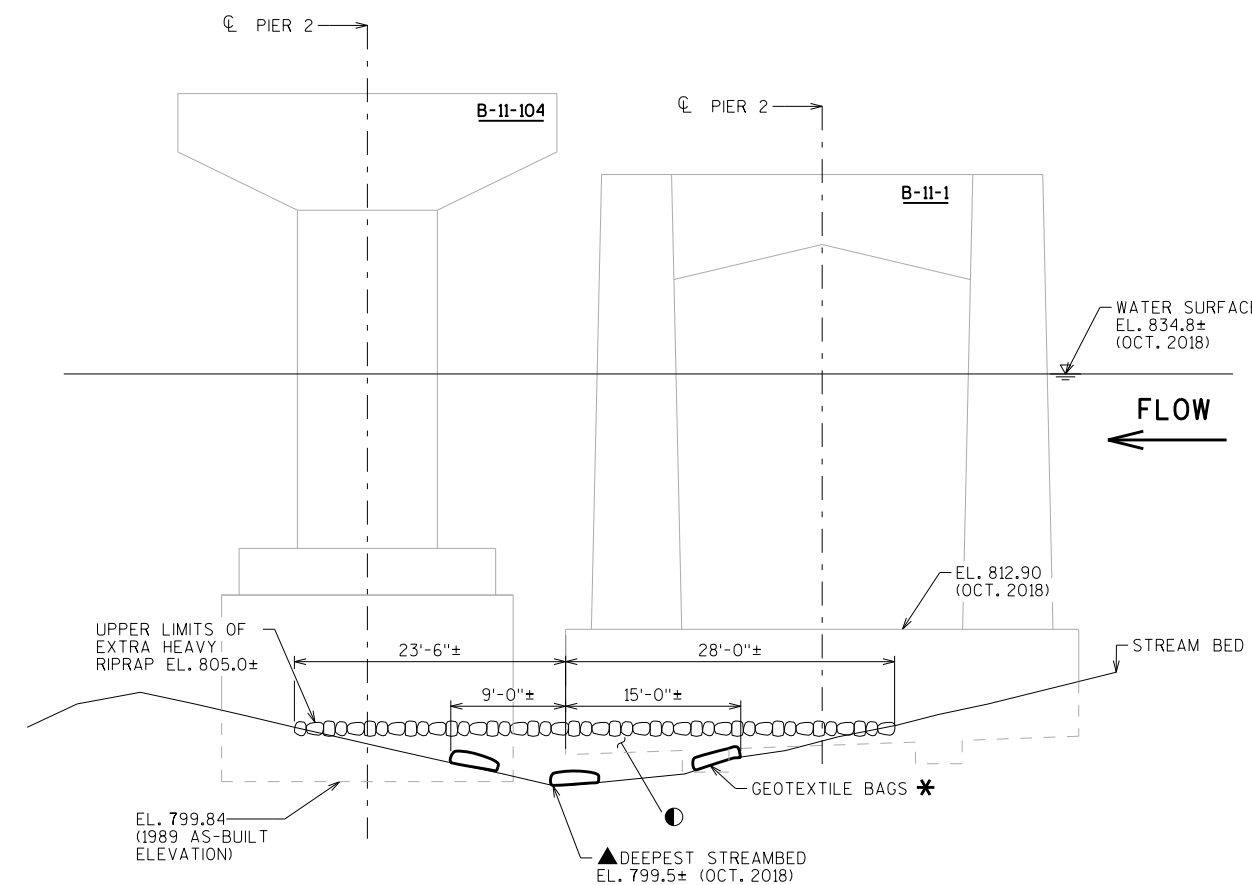 ℄ PIER 2
B-11-104
℄ PIER 2
B-11-1
WATER SURFACE
EL. 834.8±
(OCT. 2018)
FLOW
EL. 812.90
(OCT. 2018)
UPPER LIMITS OF
EXTRA HEAVY
RIPRAP EL. 805.0±
23'-6"±
28'-0"±
STREAM BED
9'-0"±
15'-0"±
GEOTEXTILE BAGS ✱
EL. 799.84
(1989 AS-BUILT
ELEVATION)
◐
▲DEEPEST STREAMBED
EL. 799.5± (OCT. 2018)